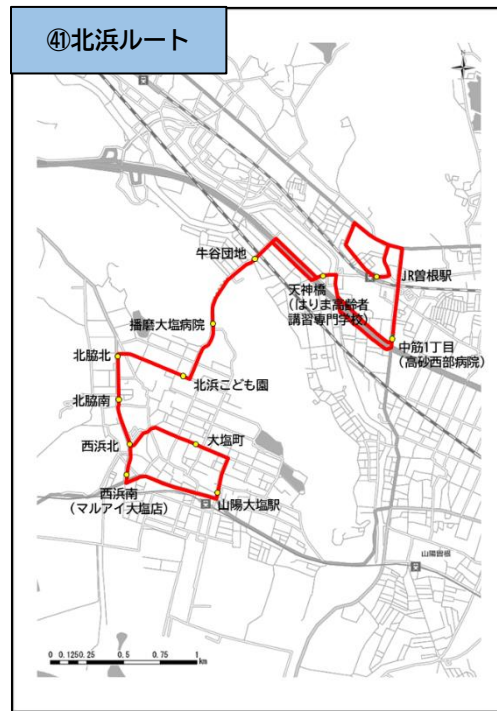 ㊶北浜ルート
牛谷団地
JR曽根駅
天神橋
(はりま高齢者
講習専門学校)
播磨大塩病院
中筋1丁目
(高砂西部病院)
北脇北
北浜こども園
北脇南
西浜北
大塩町
西浜南
(マルアイ大塩店)
山陽大塩駅
山陽曽根
0 0.1250.25 0.5 0.75 1
km